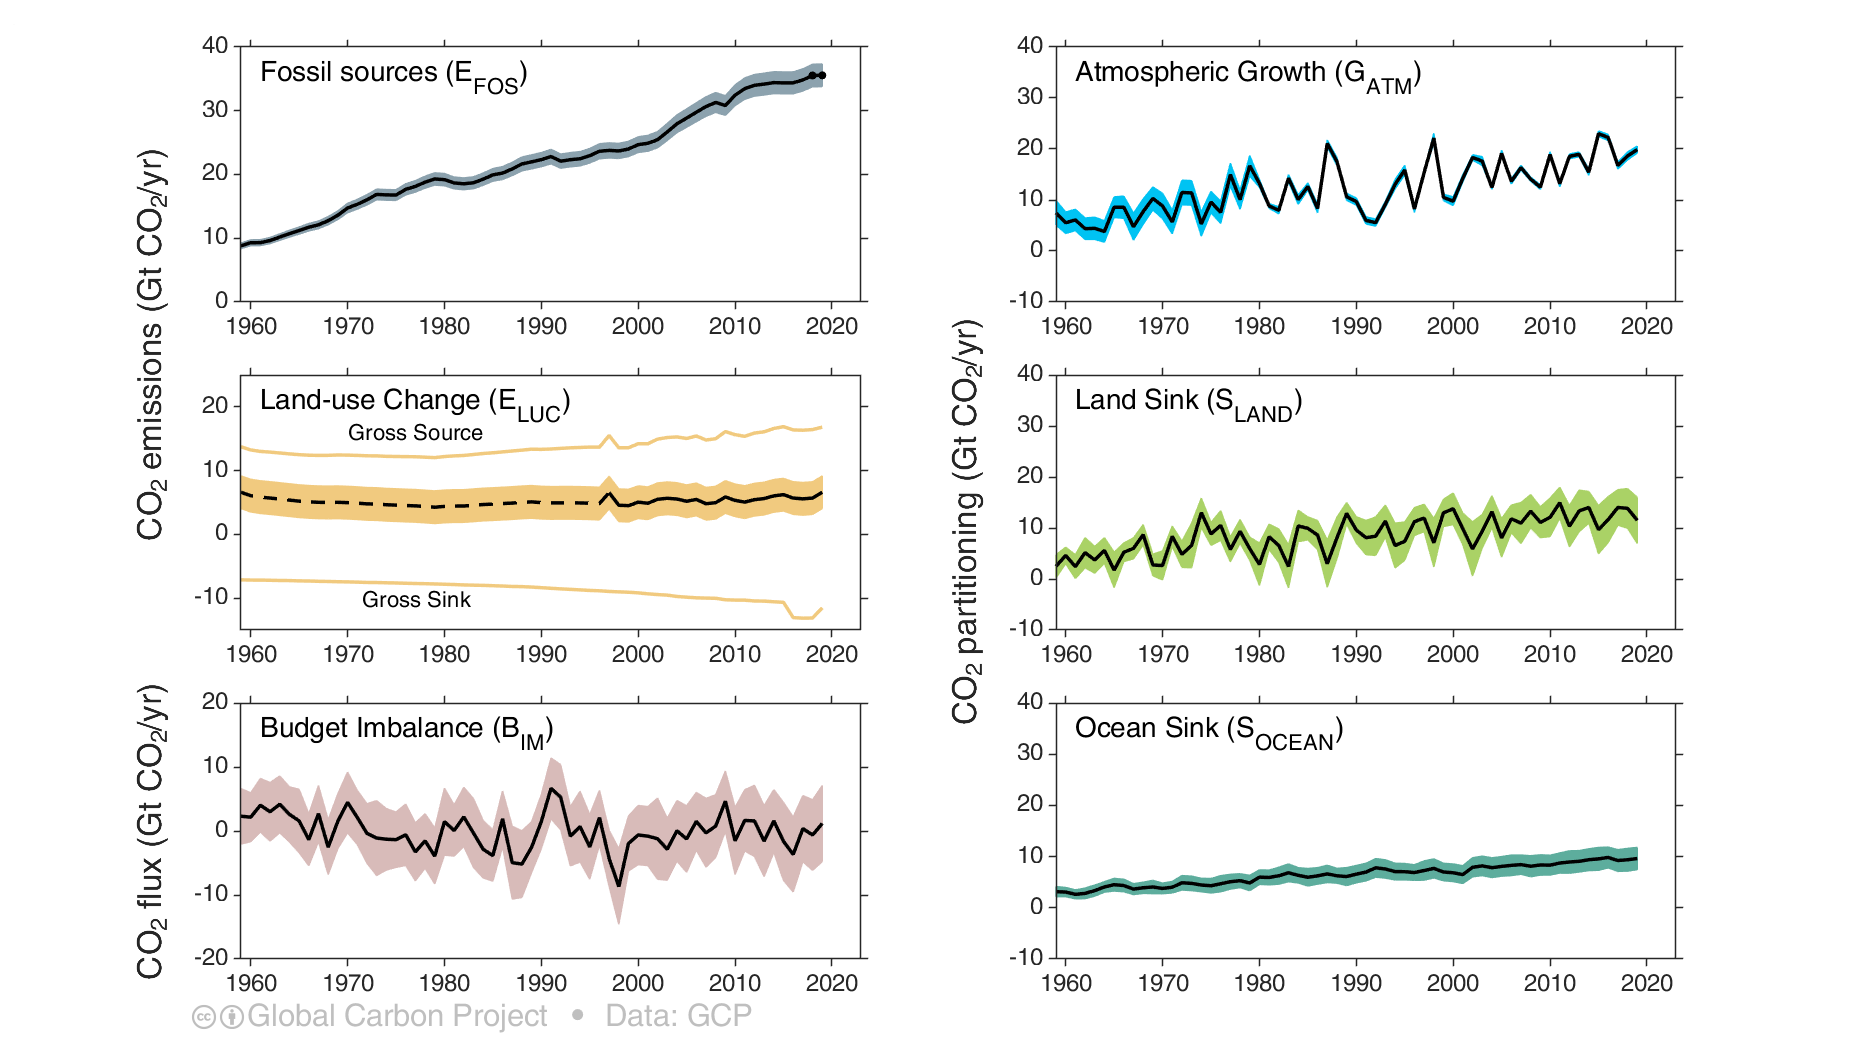 CO2 emissions (Gt CO2/yr)
Fossil sources (EFOS)
40
30
20
10
0
1960 1970 1980 1990 2000 2010 2020
Land-use Change (ELUC)
Gross Source
Gross Sink
20
10
0
-10
1960 1970 1980 1990 2000 2010 2020
CO2 flux (Gt CO2/yr)
Budget Imbalance (BIM)
20
10
0
-10
-20
1960 1970 1980 1990 2000 2010 2020
CO2 partitioning (Gt CO2/yr)
Atmospheric Growth (GATM)
40
30
20
10
0
-10
1960 1970 1980 1990 2000 2010 2020
Land Sink (SLAND)
40
30
20
10
0
-10
1960 1970 1980 1990 2000 2010 2020
Ocean Sink (SOCEAN)
40
30
20
10
0
-10
1960 1970 1980 1990 2000 2010 2020
cc Global Carbon Project • Data: GCP